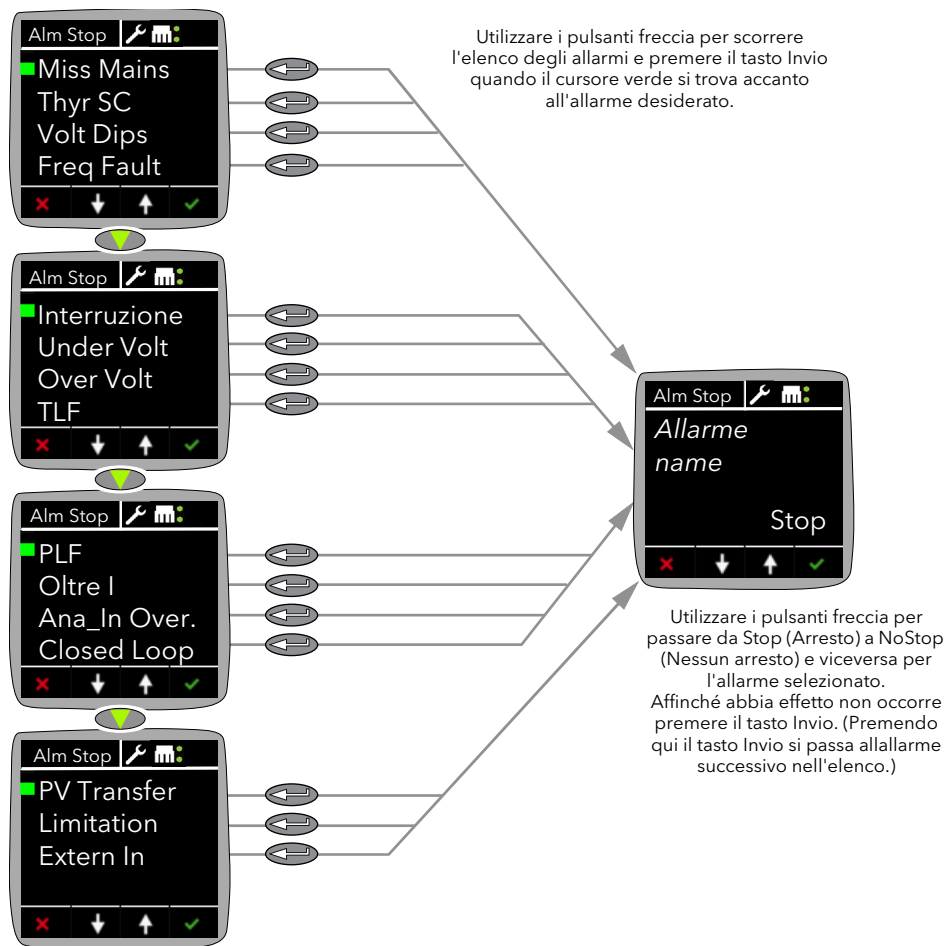 Alm Stop
Miss Mains
Thyr SC
Volt Dips
Freq Fault
Utilizzare i pulsanti freccia per scorrere
l'elenco degli allarmi e premere il tasto Invio
quando il cursore verde si trova accanto
all'allarme desiderato.
Alm Stop
Interruzione
Under Volt
Over Volt
TLF
Alm Stop
Allarme
name
Stop
Alm Stop
PLF
Oltre I
Ana_In Over.
Closed Loop
Utilizzare i pulsanti freccia per
passare da Stop (Arresto) a NoStop
(Nessun arresto) e viceversa per
l'allarme selezionato.
Affinché abbia effetto non occorre
premere il tasto Invio. (Premendo
qui il tasto Invio si passa allallarme
successivo nell'elenco.)
Alm Stop
PV Transfer
Limitation
Extern In